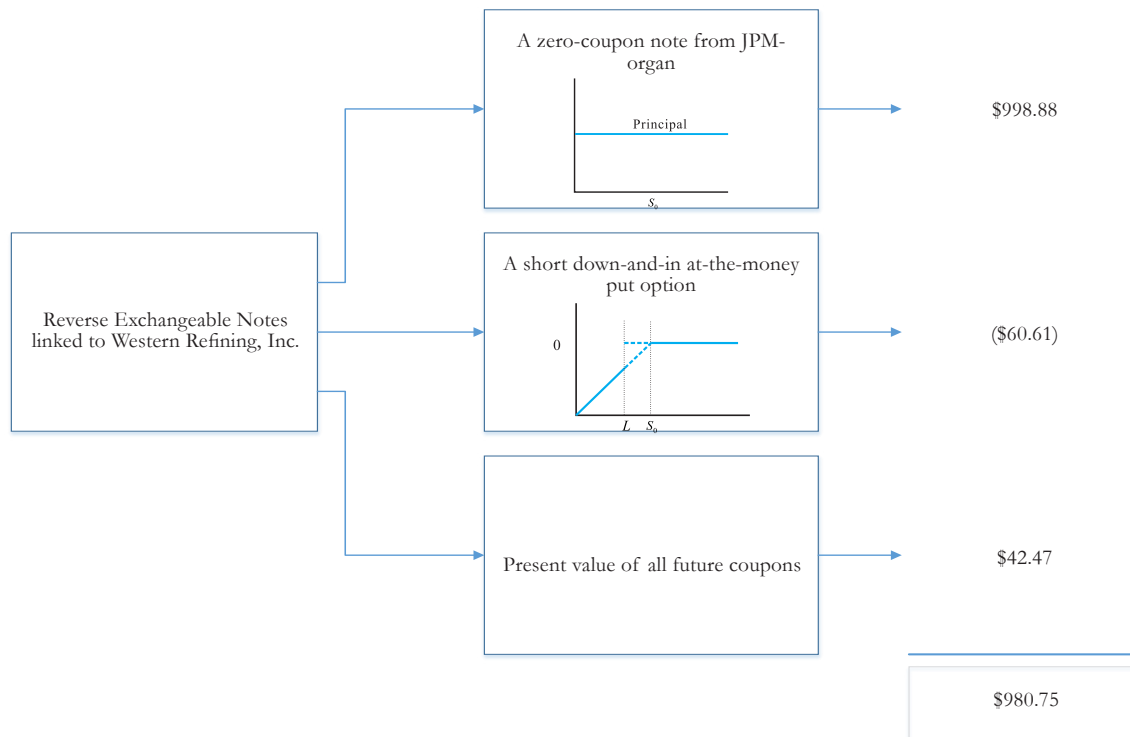 A zero-coupon note from JPM-
organ
Principal
S₀
$998.88
Reverse Exchangeable Notes
linked to Western Refining, Inc.
A short down-and-in at-the-money
put option
0
L S₀
($60.61)
Present value of all future coupons
$42.47
$980.75